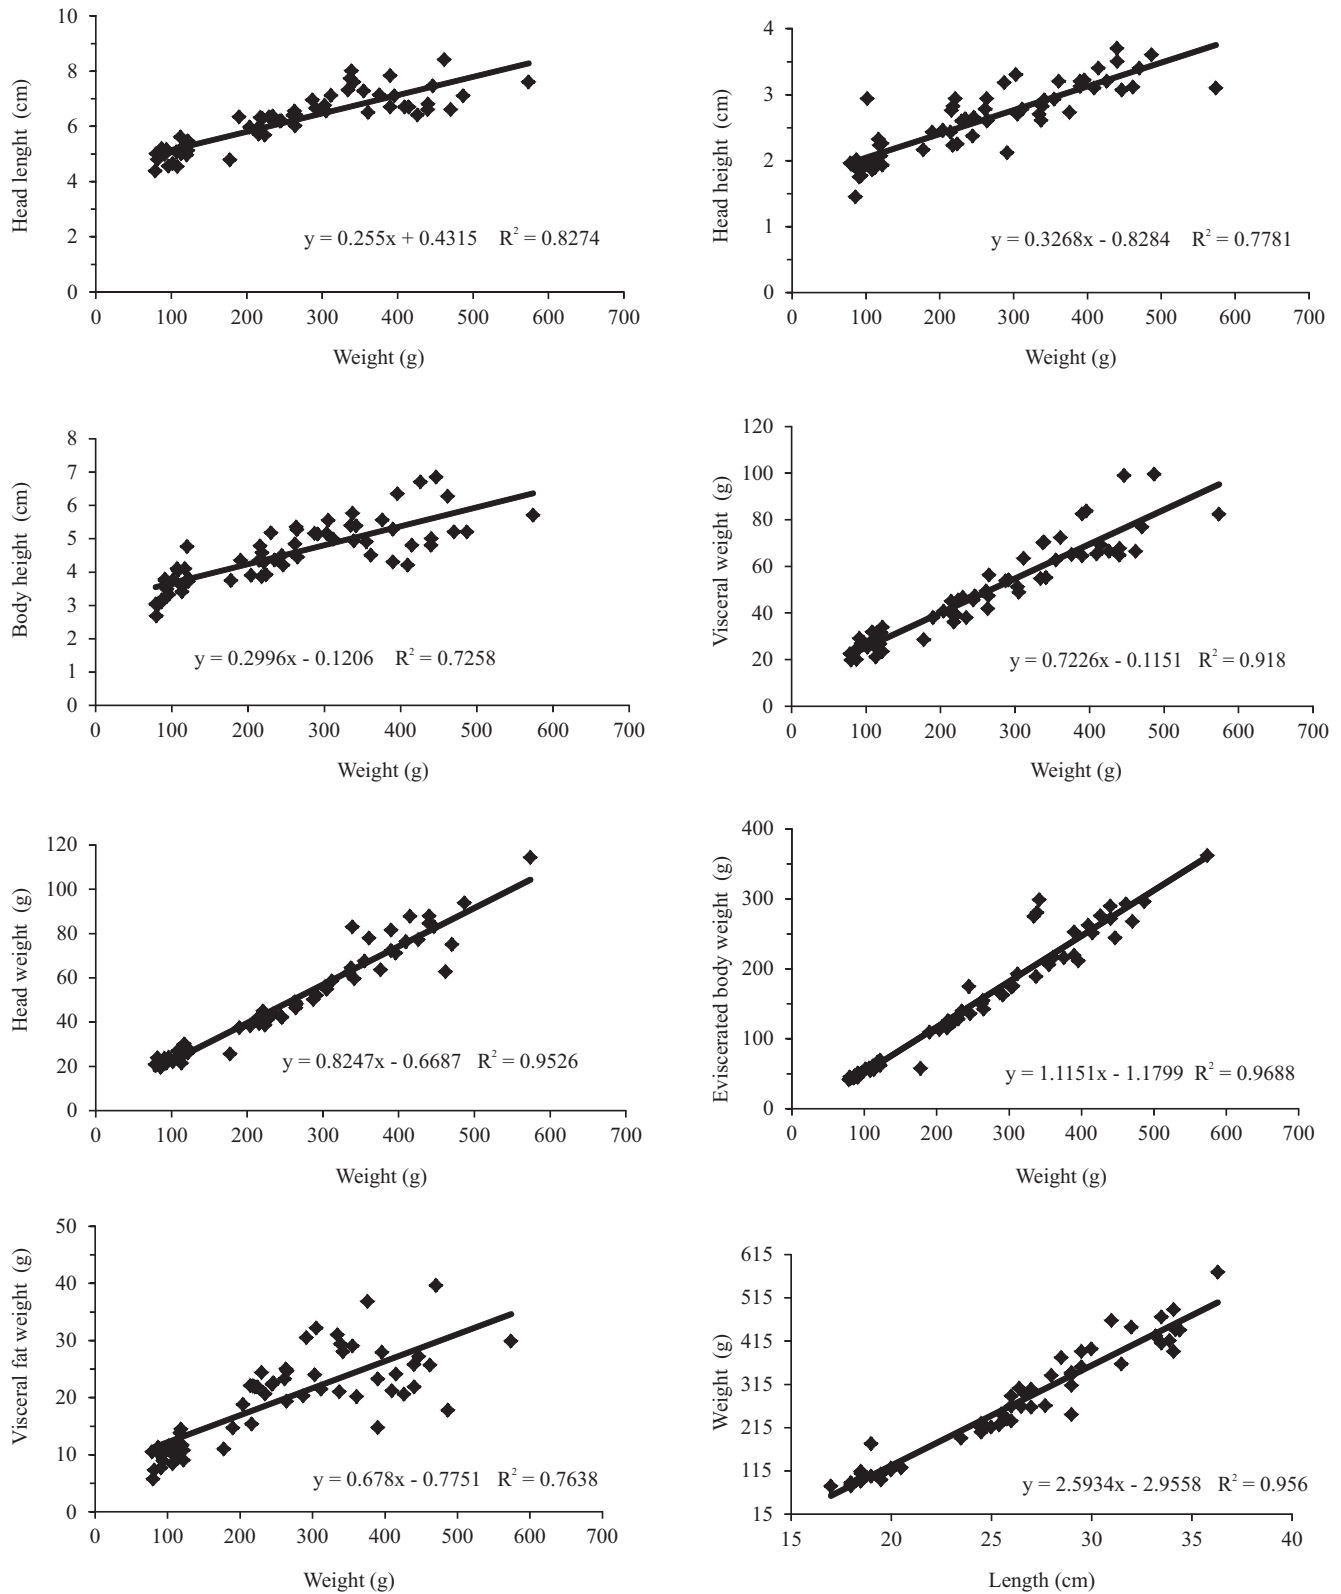 Head lenght (cm)
10
8
6
4
2
0
y = 0.255x + 0.4315 R² = 0.8274
0 100 200 300 400 500 600 700
Weight (g)
Head height (cm)
4
3
2
1
0
y = 0.3268x - 0.8284 R² = 0.7781
0 100 200 300 400 500 600 700
Weight (g)
Body height (cm)
8
7
6
5
4
3
2
1
0
y = 0.2996x - 0.1206 R² = 0.7258
0 100 200 300 400 500 600 700
Weight (g)
Visceral weight (g)
120
100
80
60
40
20
0
y = 0.7226x - 0.1151 R² = 0.918
0 100 200 300 400 500 600 700
Weight (g)
Head weight (g)
120
100
80
60
40
20
0
y = 0.8247x - 0.6687 R² = 0.9526
0 100 200 300 400 500 600 700
Weight (g)
Eviscerated body weight (g)
400
300
200
100
0
y = 1.1151x - 1.1799 R² = 0.9688
0 100 200 300 400 500 600 700
Weight (g)
Visceral fat weight (g)
50
40
30
20
10
0
y = 0.678x - 0.7751 R² = 0.7638
0 100 200 300 400 500 600 700
Weight (g)
Weight (g)
615
515
415
315
215
115
15
y = 2.5934x - 2.9558 R² = 0.956
15 20 25 30 35 40
Length (cm)